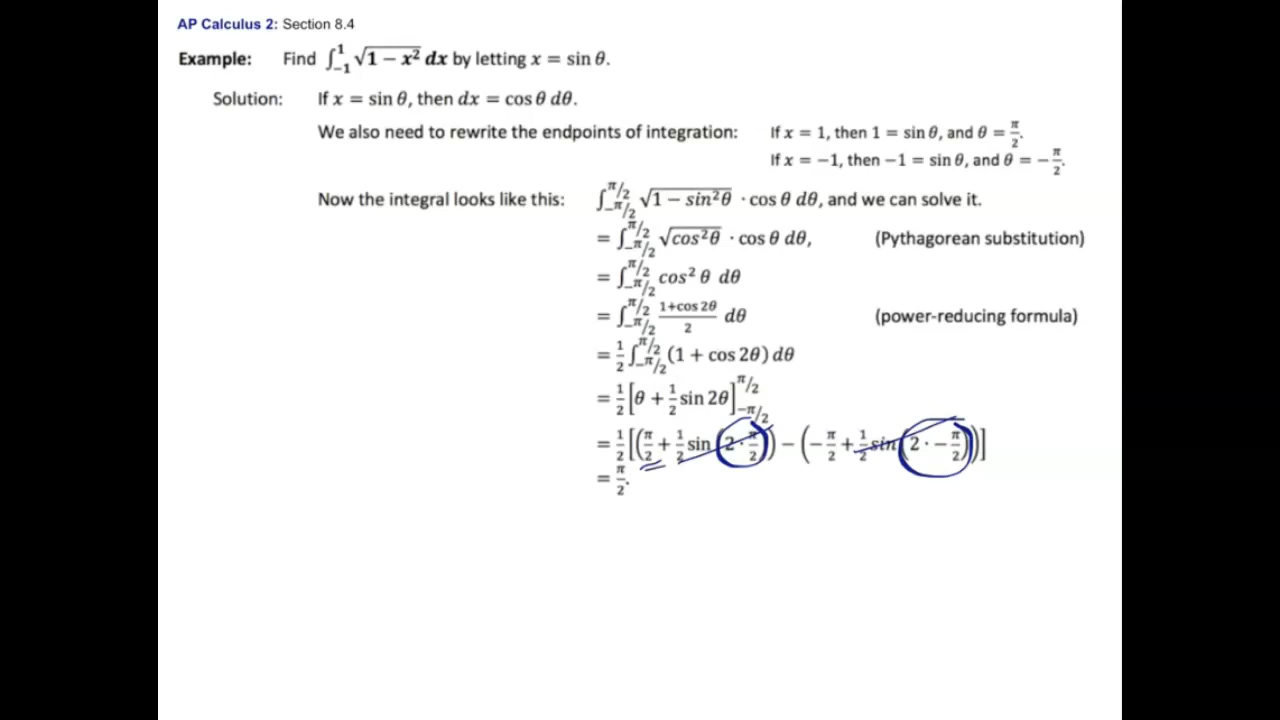 AP Calculus 2: Section 8.4
Example: Find ∫₋₁¹ √(1 − x²) dx by letting x = sin θ.
Solution: If x = sin θ, then dx = cos θ dθ.
We also need to rewrite the endpoints of integration: If x = 1, then 1 = sin θ, and θ = π/2.
If x = −1, then −1 = sin θ, and θ = −π/2.
Now the integral looks like this: ∫_{−π/2}^{π/2} √(1 − sin²θ) · cos θ dθ, and we can solve it.
= ∫_{−π/2}^{π/2} √(cos²θ) · cos θ dθ, (Pythagorean substitution)
= ∫_{−π/2}^{π/2} cos² θ dθ
= ∫_{−π/2}^{π/2} (1+cos 2θ)/2 dθ (power-reducing formula)
= 1/2 ∫_{−π/2}^{π/2} (1 + cos 2θ) dθ
= 1/2 [θ + 1/2 sin 2θ]_{−π/2}^{π/2}
= 1/2 [(π/2 + 1/2 sin(2 · π/2)) − (−π/2 + 1/2 sin(2 · −π/2))]
= π/2.